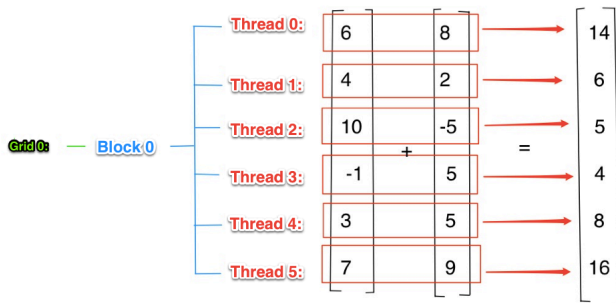 Thread 0: 6 8 14
Thread 1: 4 2 6
Thread 2: 10 -5 5
+ =
Grid 0: Block 0
Thread 3: -1 5 4
Thread 4: 3 5 8
Thread 5: 7 9 16